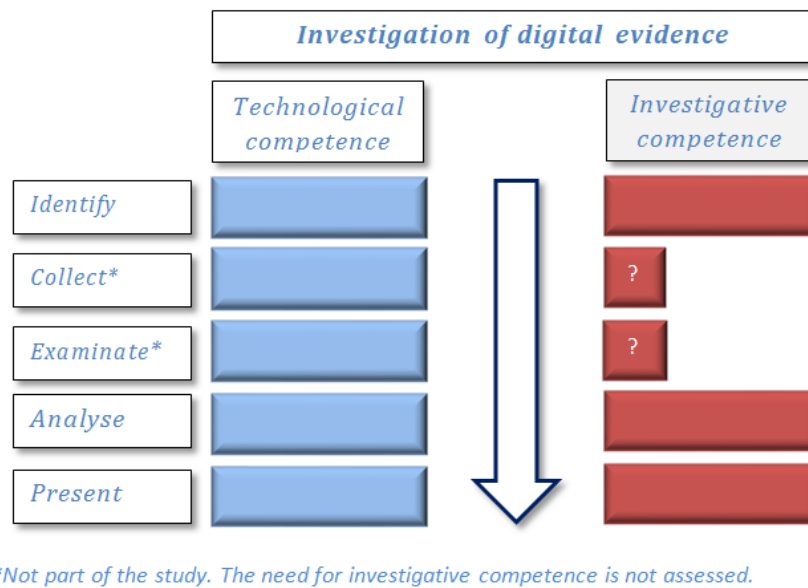 Investigation of digital evidence
Technological
competence
Investigative
competence
Identify
Collect*
?
Examinate*
?
Analyse
Present
*Not part of the study. The need for investigative competence is not assessed.